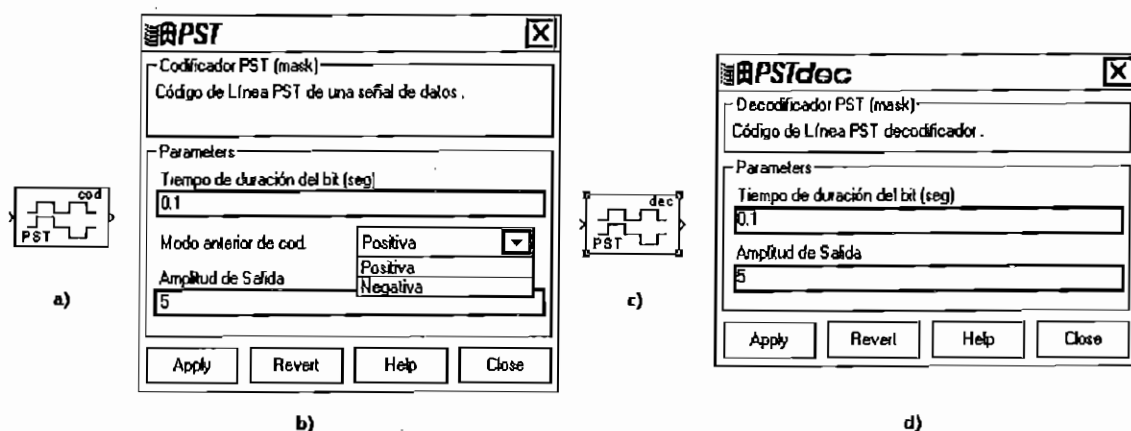 cod
PST
a)
PST
Codificador PST (mask)
Código de Línea PST de una señal de datos .
Parameters
Tiempo de duración del bit (seg)
0.1
Modo anterior de cod.
Positiva
Positiva
Negativa
Amplitud de Salida
5
Apply
Revert
Help
Close
b)
dec
PST
c)
PSTdec
Decodificador PST (mask)
Código de Línea PST decodificador .
Parameters
Tiempo de duración del bit (seg)
0.1
Amplitud de Salida
5
Apply
Revert
Help
Close
d)